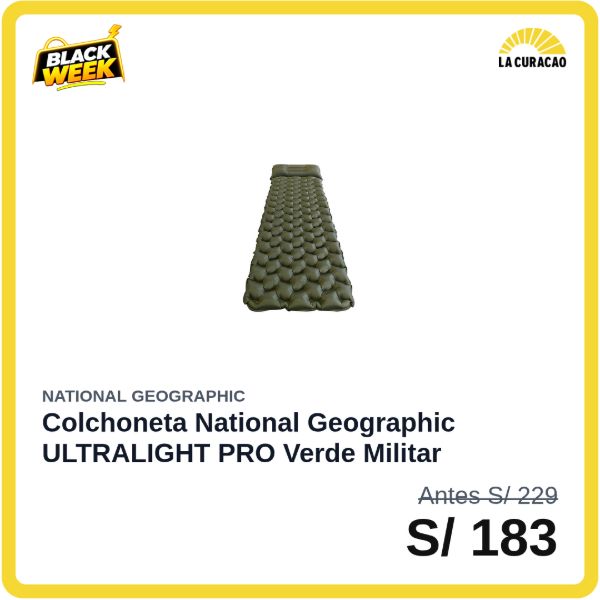 BLACK
WEEK
LA CURACAO
NATIONAL GEOGRAPHIC
Colchoneta National Geographic
ULTRALIGHT PRO Verde Militar
Antes S/ 229
S/ 183